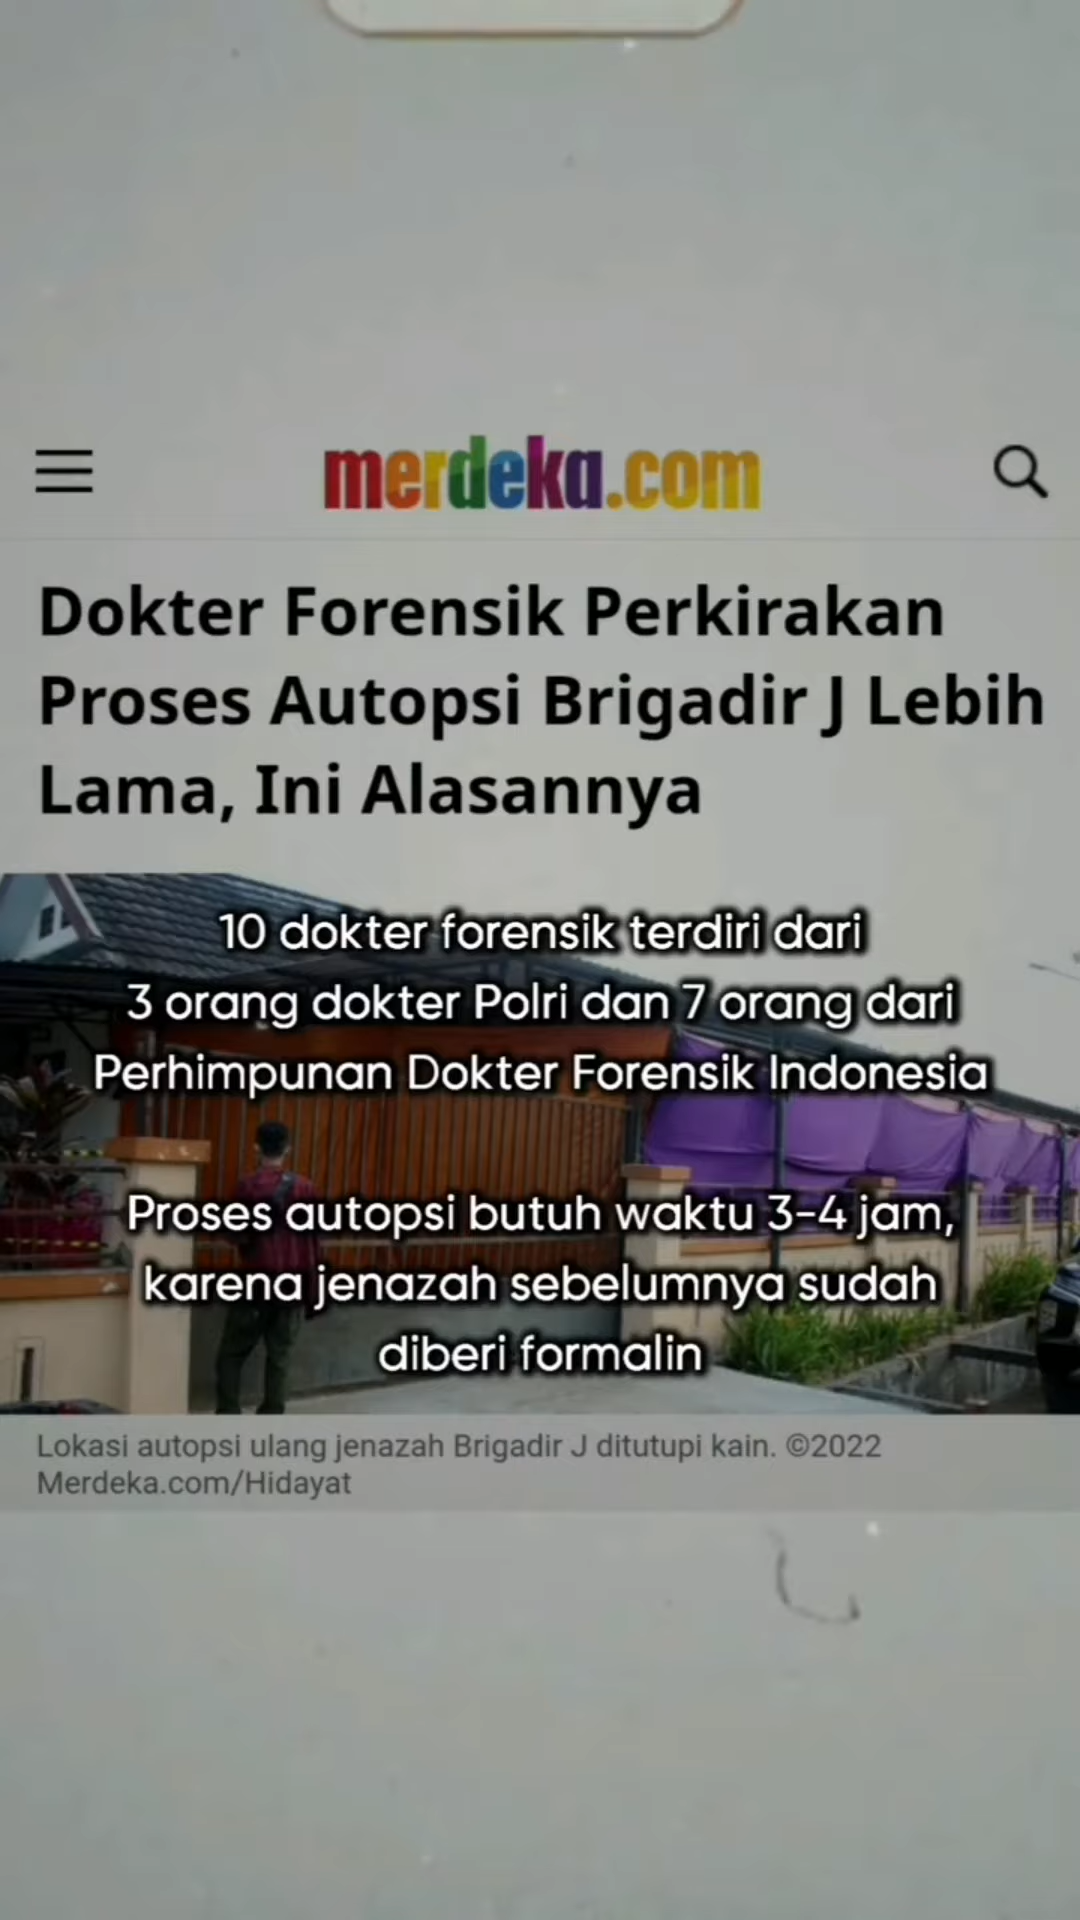 merdeka.com
Dokter Forensik Perkirakan
Proses Autopsi Brigadir J Lebih
Lama, Ini Alasannya
10 dokter forensik terdiri dari
3 orang dokter Polri dan 7 orang dari
Perhimpunan Dokter Forensik Indonesia
Proses autopsi butuh waktu 3-4 jam,
karena jenazah sebelumnya sudah
diberi formalin
Lokasi autopsi ulang jenazah Brigadir J ditutupi kain. ©2022
Merdeka.com/Hidayat